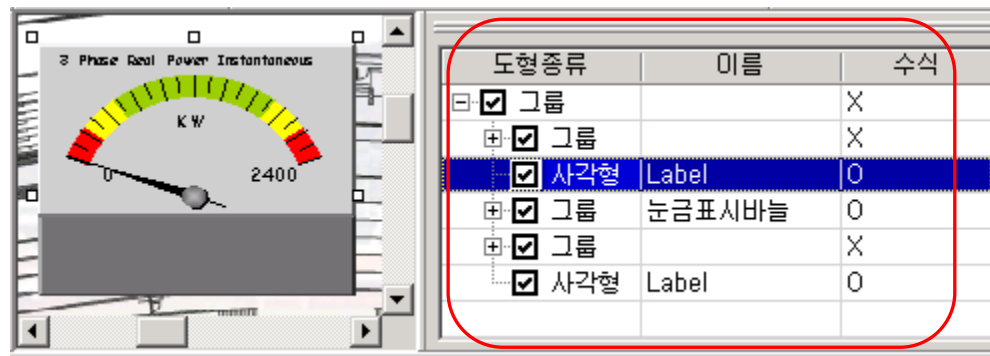 3 Phase Real Power Instantoneous
KW
0 2400
도형종류 이름 수식
그룹 X
그룹 X
사각형 Label O
그룹 눈금표시바늘 O
그룹 X
사각형 Label O